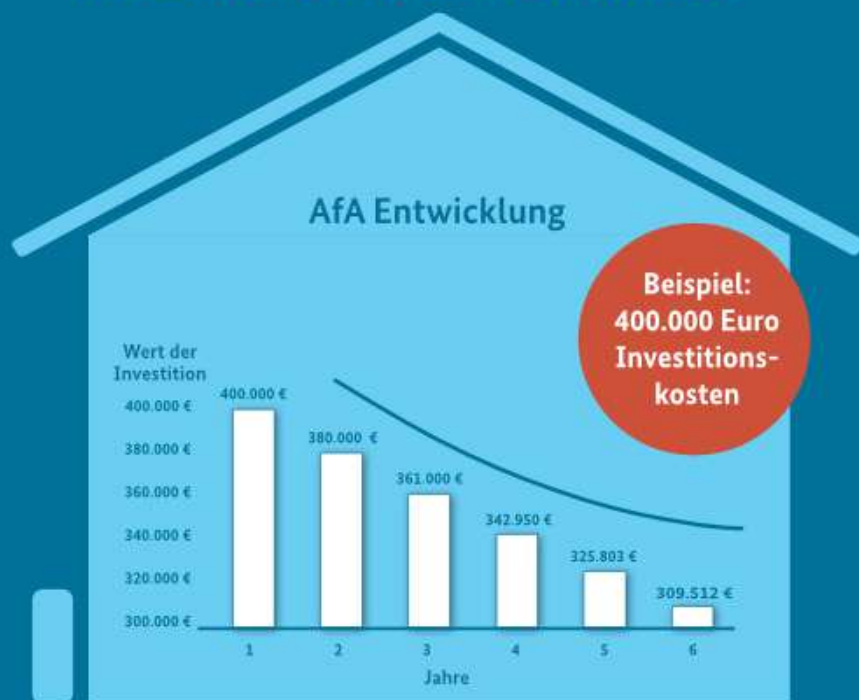 AfA Entwicklung
Beispiel:
400.000 Euro
Investitions-
kosten
Wert der
Investition
400.000 €
380.000 €
360.000 €
340.000 €
320.000 €
300.000 €
400.000 €
380.000 €
361.000 €
342.950 €
325.803 €
309.512 €
1 2 3 4 5 6
Jahre